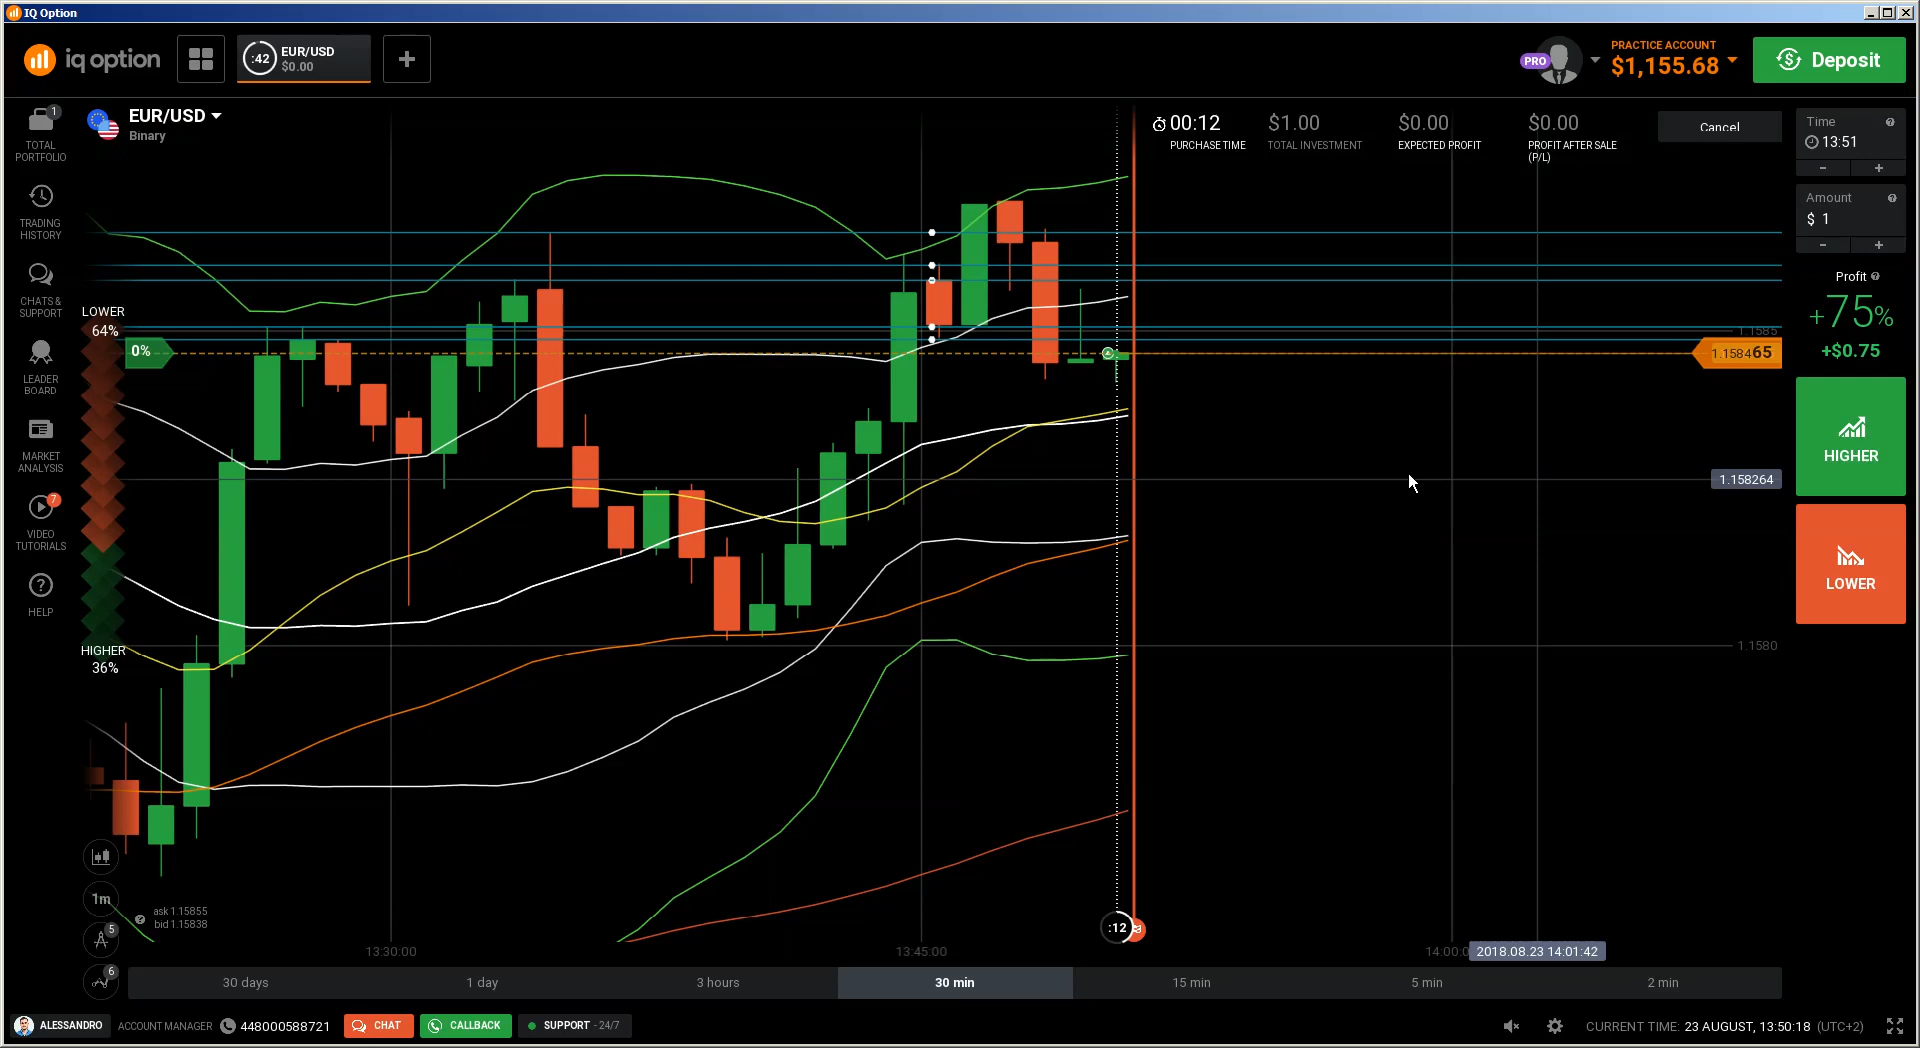 IQ Option
iq option
:42
EUR/USD
$0.00
PRO
PRACTICE ACCOUNT
$1,155.68
Deposit
1
TOTAL
PORTFOLIO
TRADING
HISTORY
CHATS &
SUPPORT
LEADER
BOARD
MARKET
ANALYSIS
7
VIDEO
TUTORIALS
HELP
EUR/USD
Binary
00:12
PURCHASE TIME
$1.00
TOTAL INVESTMENT
$0.00
EXPECTED PROFIT
$0.00
PROFIT AFTER SALE
(P/L)
Cancel
Time
13:51
Amount
$ 1
Profit
+75%
+$0.75
HIGHER
LOWER
LOWER
64%
0%
HIGHER
36%
1.1585
1.158465
1.158264
1.1580
1m
5
6
ask 1.15855
bid 1.15838
:12
13:30:00
13:45:00
14:00:0
2018.08.23 14:01:42
30 days
1 day
3 hours
30 min
15 min
5 min
2 min
ALESSANDRO
ACCOUNT MANAGER
448000588721
CHAT
CALLBACK
SUPPORT - 24/7
CURRENT TIME: 23 AUGUST, 13:50:18 (UTC+2)